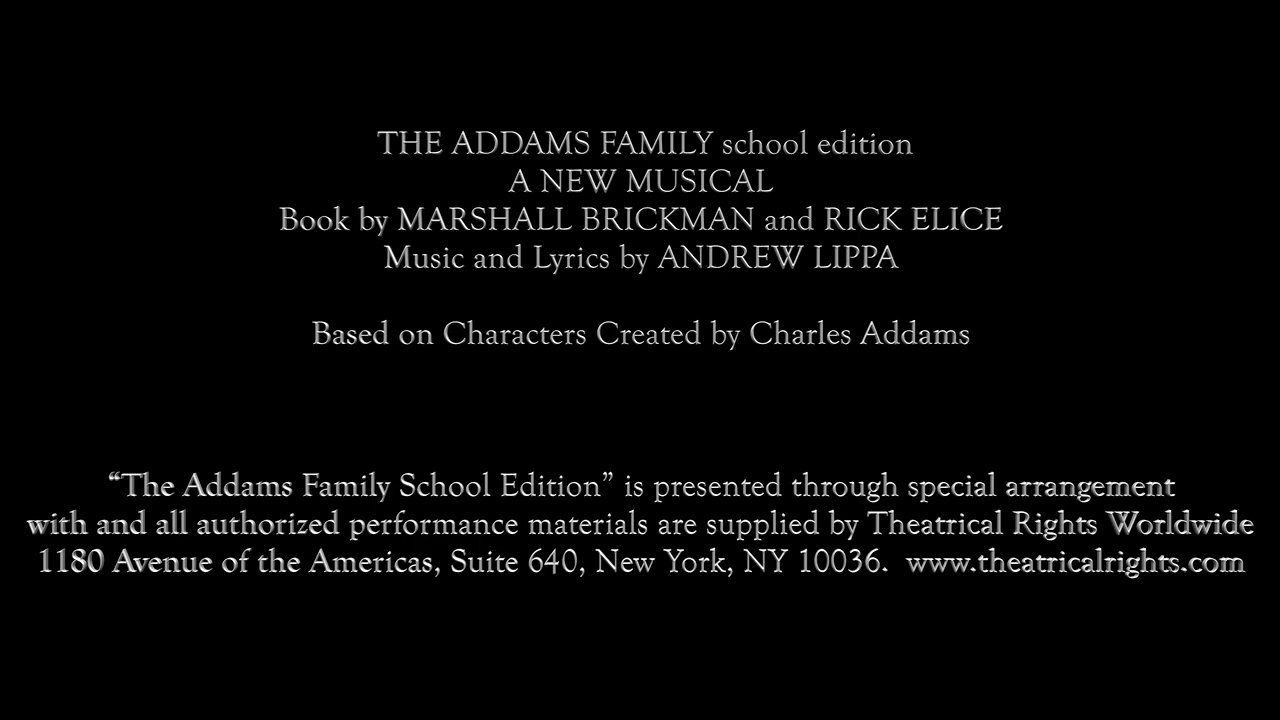 THE ADDAMS FAMILY school edition
A NEW MUSICAL
Book by MARSHALL BRICKMAN and RICK ELICE
Music and Lyrics by ANDREW LIPPA
Based on Characters Created by Charles Addams
“The Addams Family School Edition” is presented through special arrangement
with and all authorized performance materials are supplied by Theatrical Rights Worldwide
1180 Avenue of the Americas, Suite 640, New York, NY 10036.  www.theatricalrights.com